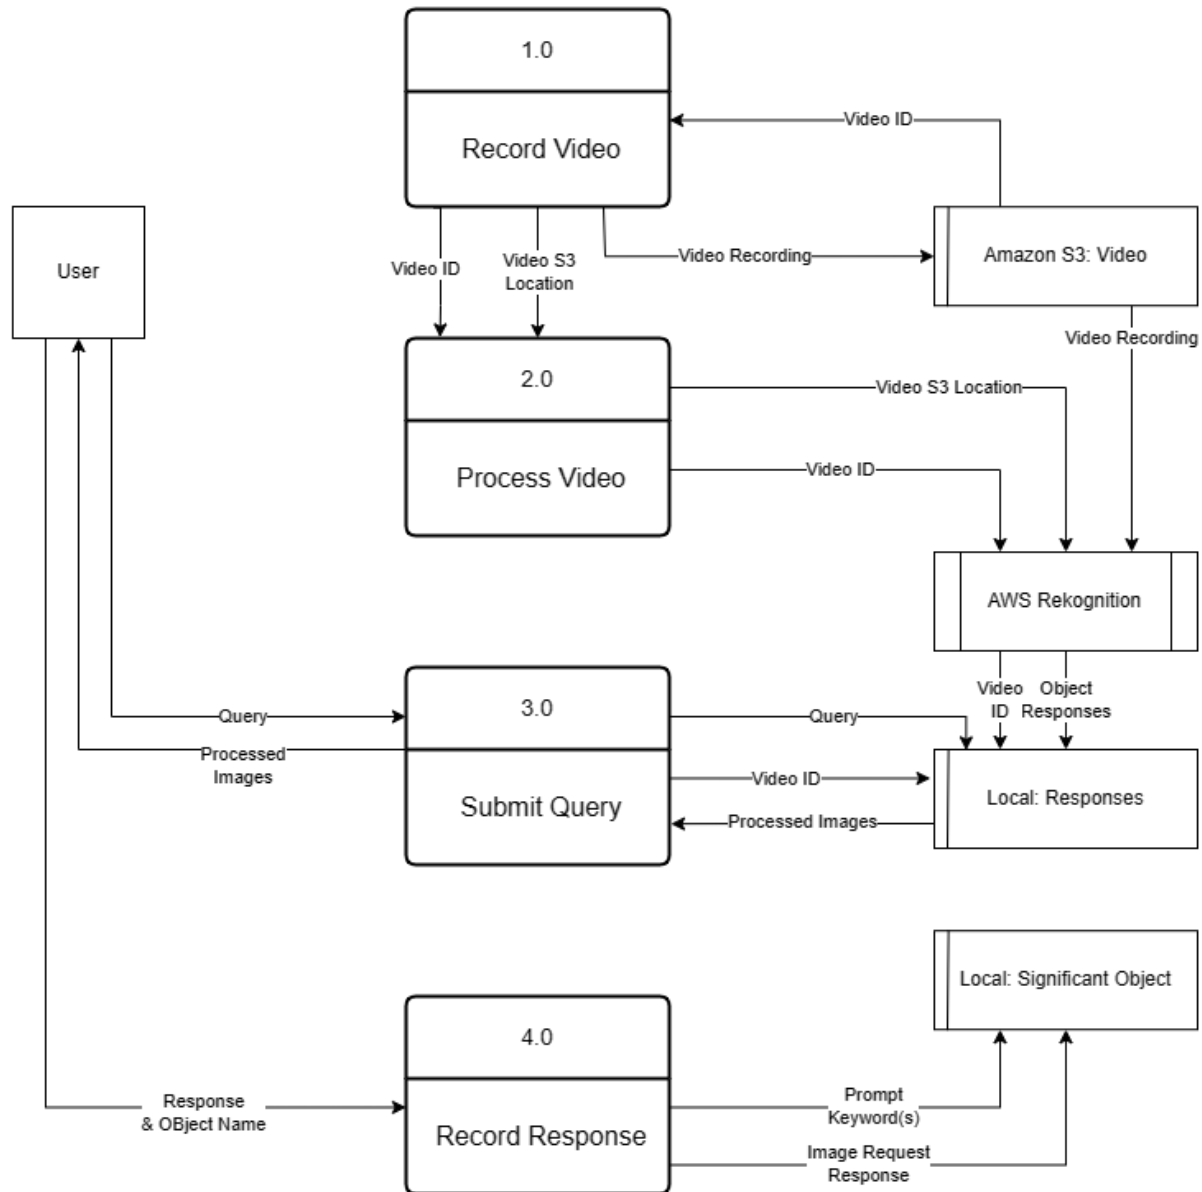 1.0
Record Video
Video ID
User
Amazon S3: Video
Video ID
Video S3
Location
Video Recording
Video Recording
2.0
Process Video
Video S3 Location
Video ID
AWS Rekognition
Video
ID
Object
Responses
3.0
Submit Query
Query
Processed
Images
Query
Video ID
Processed Images
Local: Responses
Local: Significant Object
4.0
Record Response
Response
& OBject Name
Prompt
Keyword(s)
Image Request
Response